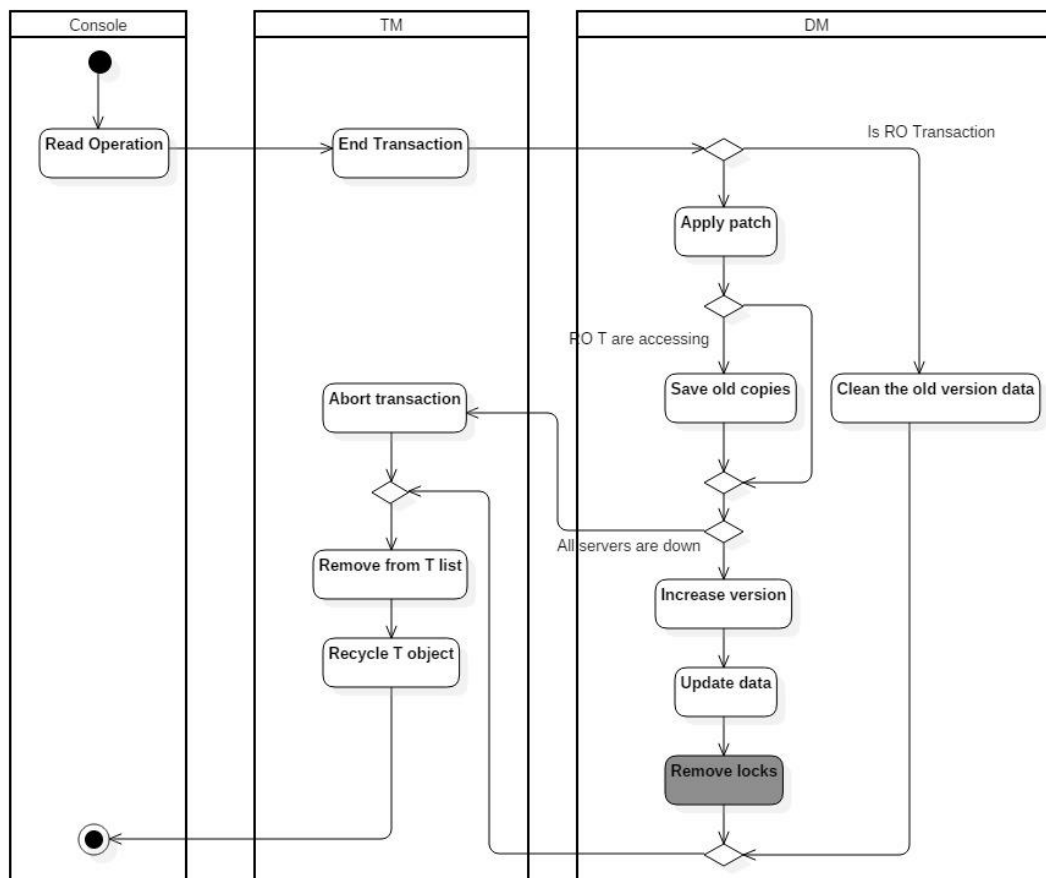 Console
TM
DM
Read Operation
End Transaction
Is RO Transaction
Apply patch
RO T are accessing
Abort transaction
Save old copies
Clean the old version data
All servers are down
Remove from T list
Increase version
Recycle T object
Update data
Remove locks